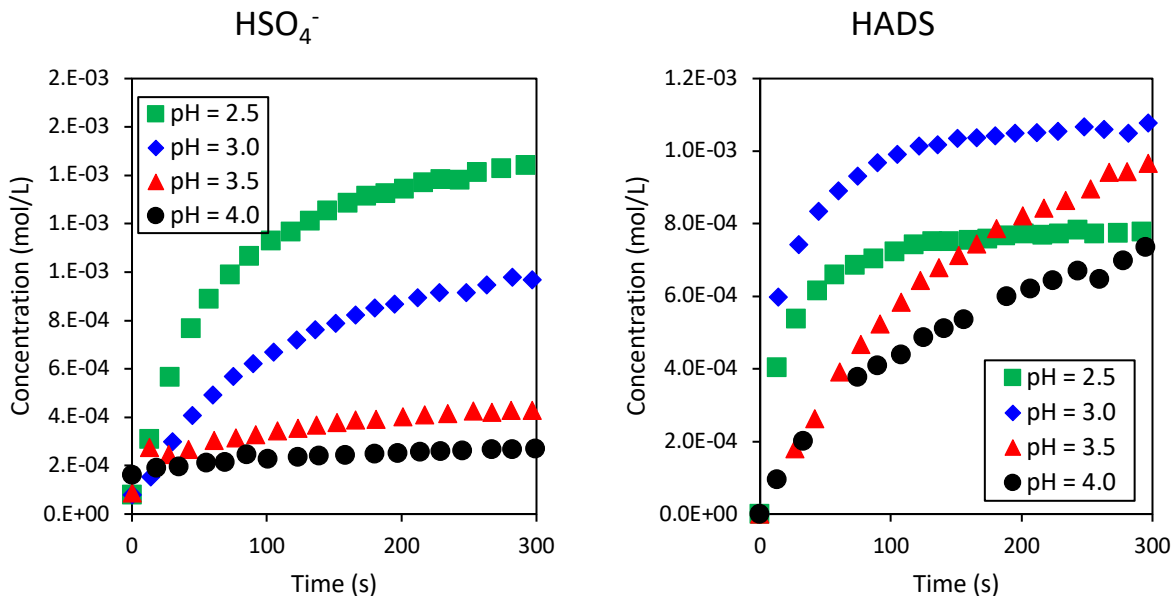 HSO4-
2.E-03
2.E-03
1.E-03
1.E-03
1.E-03
8.E-04
6.E-04
4.E-04
2.E-04
0.E+00
Concentration (mol/L)
pH = 2.5
pH = 3.0
pH = 3.5
pH = 4.0
0 100 200 300
Time (s)
HADS
1.2E-03
1.0E-03
8.0E-04
6.0E-04
4.0E-04
2.0E-04
0.0E+00
Concentration (mol/L)
pH = 2.5
pH = 3.0
pH = 3.5
pH = 4.0
0 100 200 300
Time (s)